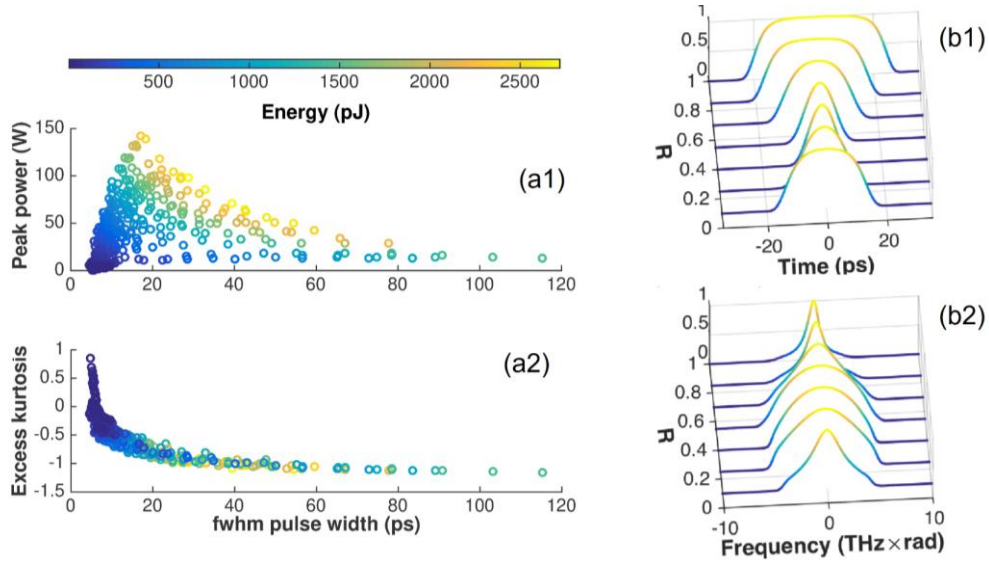 500 1000 1500 2000 2500
Energy (pJ)
150
100
50
0
Peak power (W)
0 20 40 60 80 100 120
(a1)
1
0.5
0
-0.5
-1
-1.5
Excess kurtosis
0 20 40 60 80 100 120
fwhm pulse width (ps)
(a2)
1
0.5
0
1
0.8
0.6
0.4
0.2
0
R
-20 0 20
Time (ps)
(b1)
1
0.5
0
1
0.8
0.6
0.4
0.2
0
R
-10 0 10
Frequency (THz×rad)
(b2)